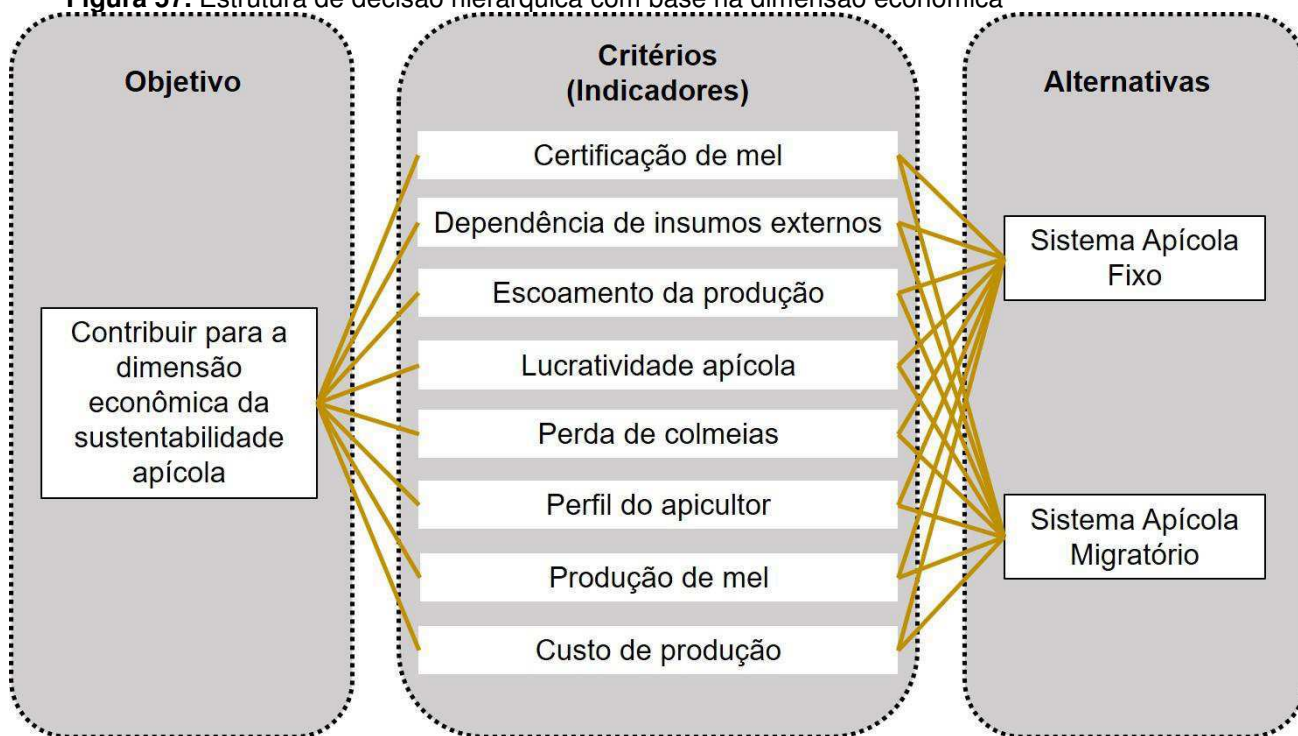 Figura 37. Estrutura de decisão hierárquica com base na dimensão econômica
Objetivo
Contribuir para a
dimensão
econômica da
sustentabilidade
apícola
Critérios
(Indicadores)
Certificação de mel
Dependência de insumos externos
Escoamento da produção
Lucratividade apícola
Perda de colmeias
Perfil do apicultor
Produção de mel
Custo de produção
Alternativas
Sistema Apícola
Fixo
Sistema Apícola
Migratório